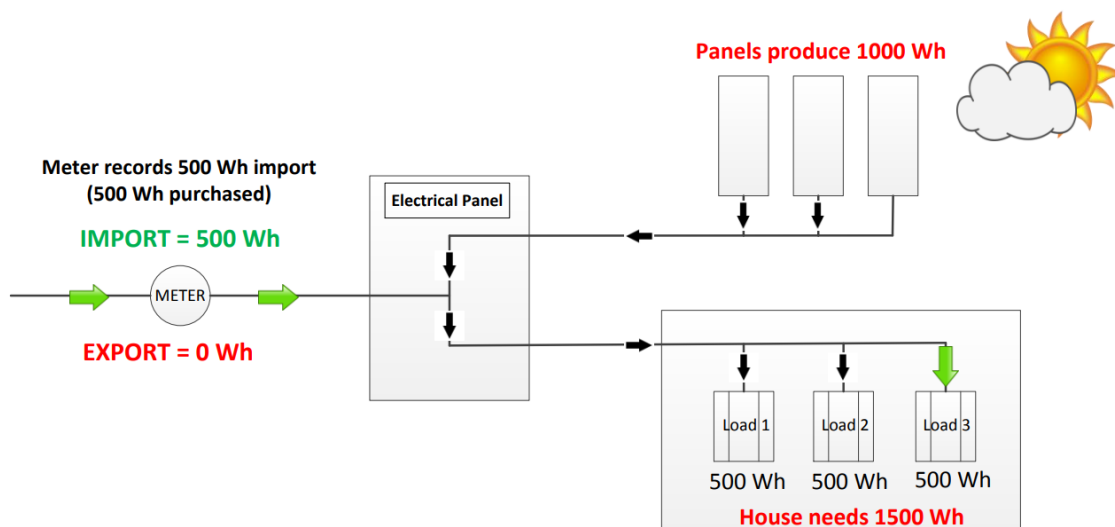 Panels produce 1000 Wh
Meter records 500 Wh import
(500 Wh purchased)
IMPORT = 500 Wh
Electrical Panel
METER
EXPORT = 0 Wh
Load 1
Load 2
Load 3
500 Wh
500 Wh
500 Wh
House needs 1500 Wh